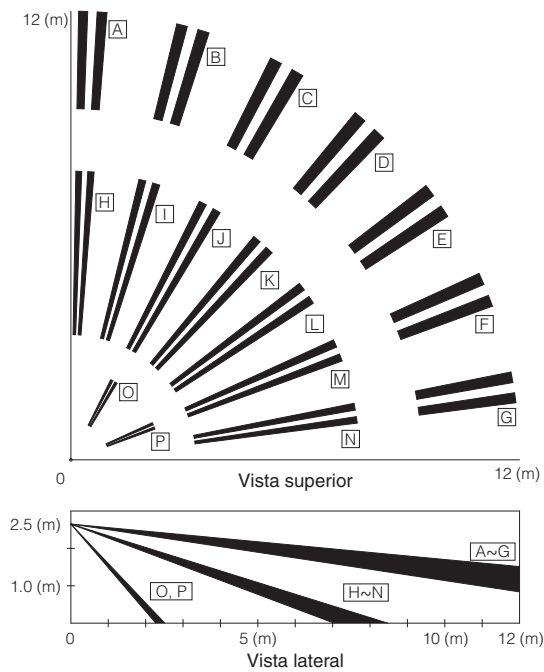 12 (m)
A
B
C
D
E
F
G
H
I
J
K
L
M
N
O
P
0
12 (m)
Vista superior
2.5 (m)
1.0 (m)
A~G
H~N
O, P
0
5 (m)
10 (m)
12 (m)
Vista lateral